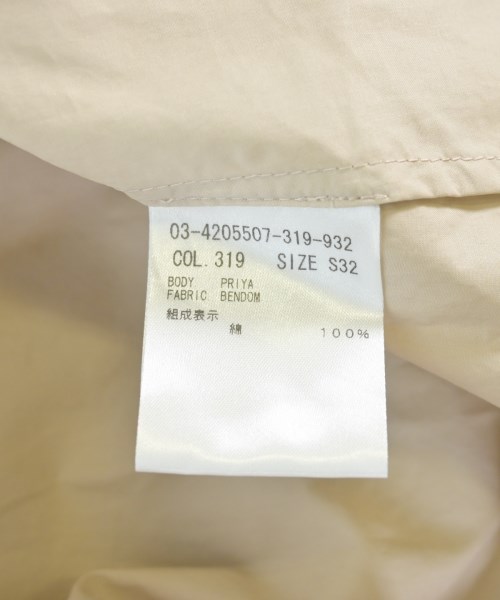 03-4205507-319-932
COL.319 SIZE S32
BODY PRIYA
FABRIC BENDOM
組成表示
綿 100%